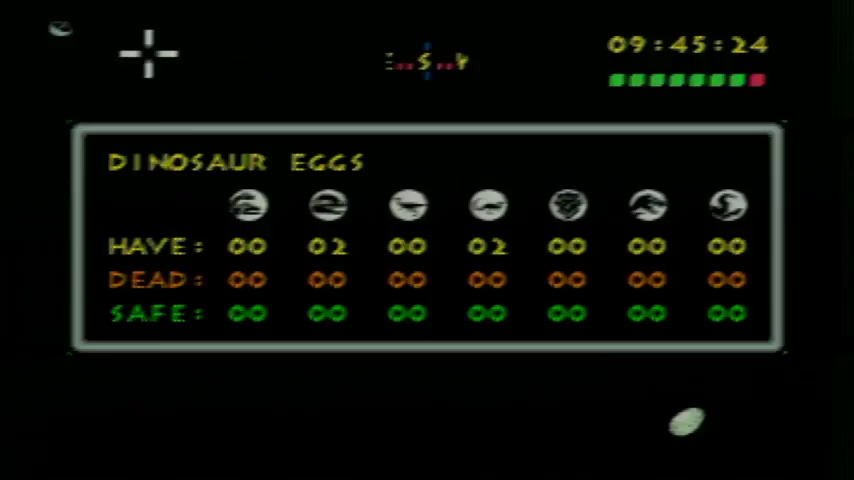 09:45:24
S
DINOSAUR EGGS
HAVE: 00 02 00 02 00 00 00
DEAD: 00 00 00 00 00 00 00
SAFE: 00 00 00 00 00 00 00